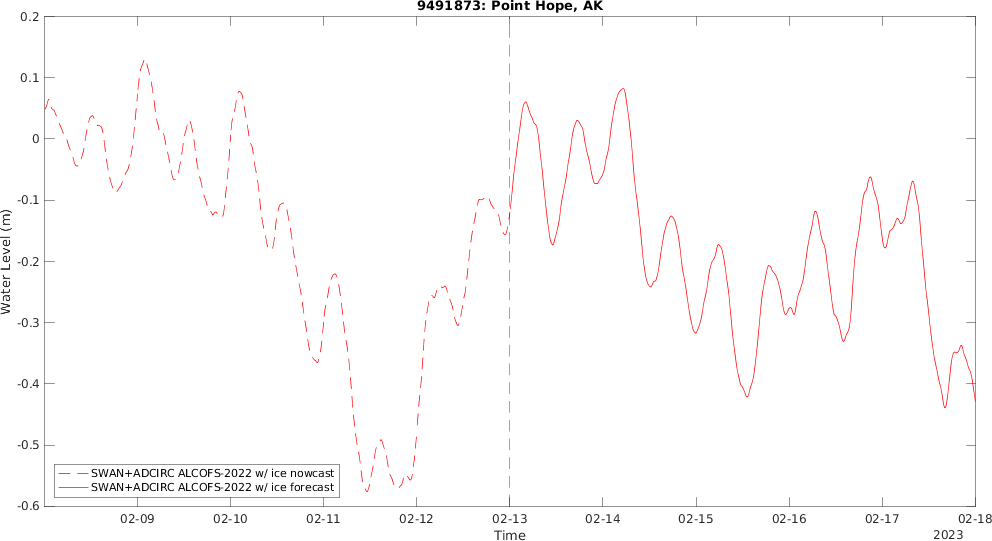 9491873: Point Hope, AK
0.2
0.1
0
-0.1
-0.2
-0.3
-0.4
-0.5
-0.6
Water Level (m)
SWAN+ADCIRC ALCOFS-2022 w/ ice nowcast
SWAN+ADCIRC ALCOFS-2022 w/ ice forecast
02-09 02-10 02-11 02-12 02-13 02-14 02-15 02-16 02-17 02-18
Time
2023